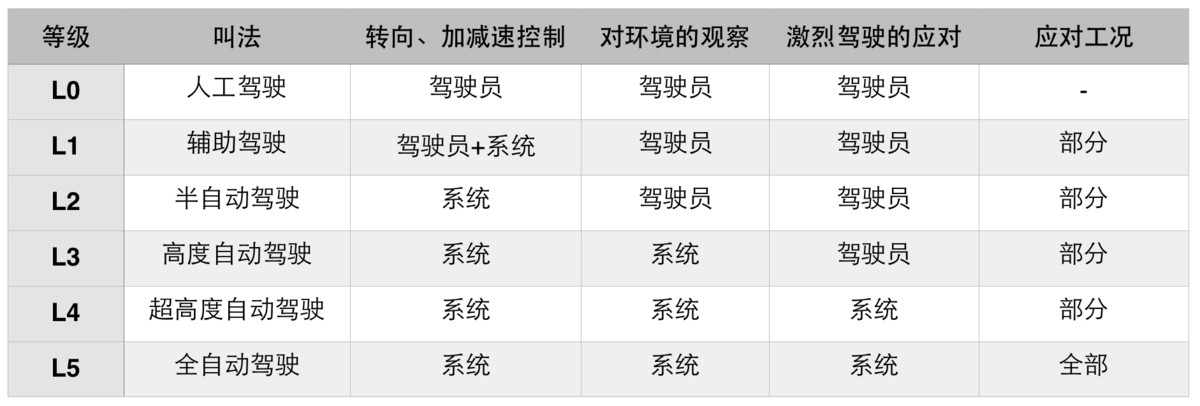 等级 叫法 转向、加减速控制 对环境的观察 激烈驾驶的应对 应对工况
L0 人工驾驶 驾驶员 驾驶员 驾驶员 -
L1 辅助驾驶 驾驶员+系统 驾驶员 驾驶员 部分
L2 半自动驾驶 系统 驾驶员 驾驶员 部分
L3 高度自动驾驶 系统 系统 驾驶员 部分
L4 超高度自动驾驶 系统 系统 系统 部分
L5 全自动驾驶 系统 系统 系统 全部